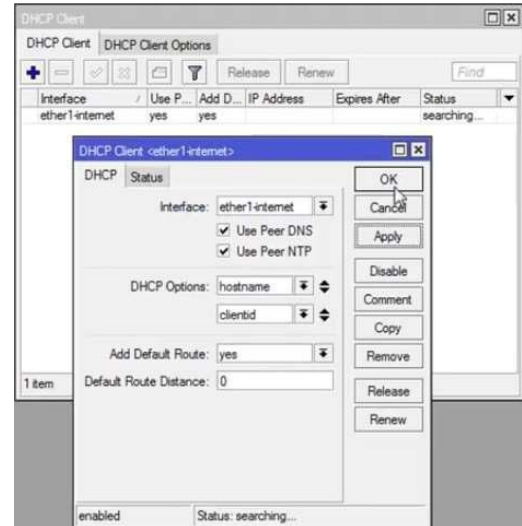 DHCP Client
DHCP Client DHCP Client Options
Release Renew Find
Interface Use P... Add D... IP Address Expires After Status
ether1-internet yes yes searching...
DHCP Client <ether1-internet>
DHCP Status
OK
Interface: ether1-internet
Cancel
Use Peer DNS
Apply
Use Peer NTP
Disable
DHCP Options: hostname
Comment
clientid
Copy
Add Default Route: yes
Remove
1 item
Default Route Distance: 0
Release
Renew
enabled Status: searching...